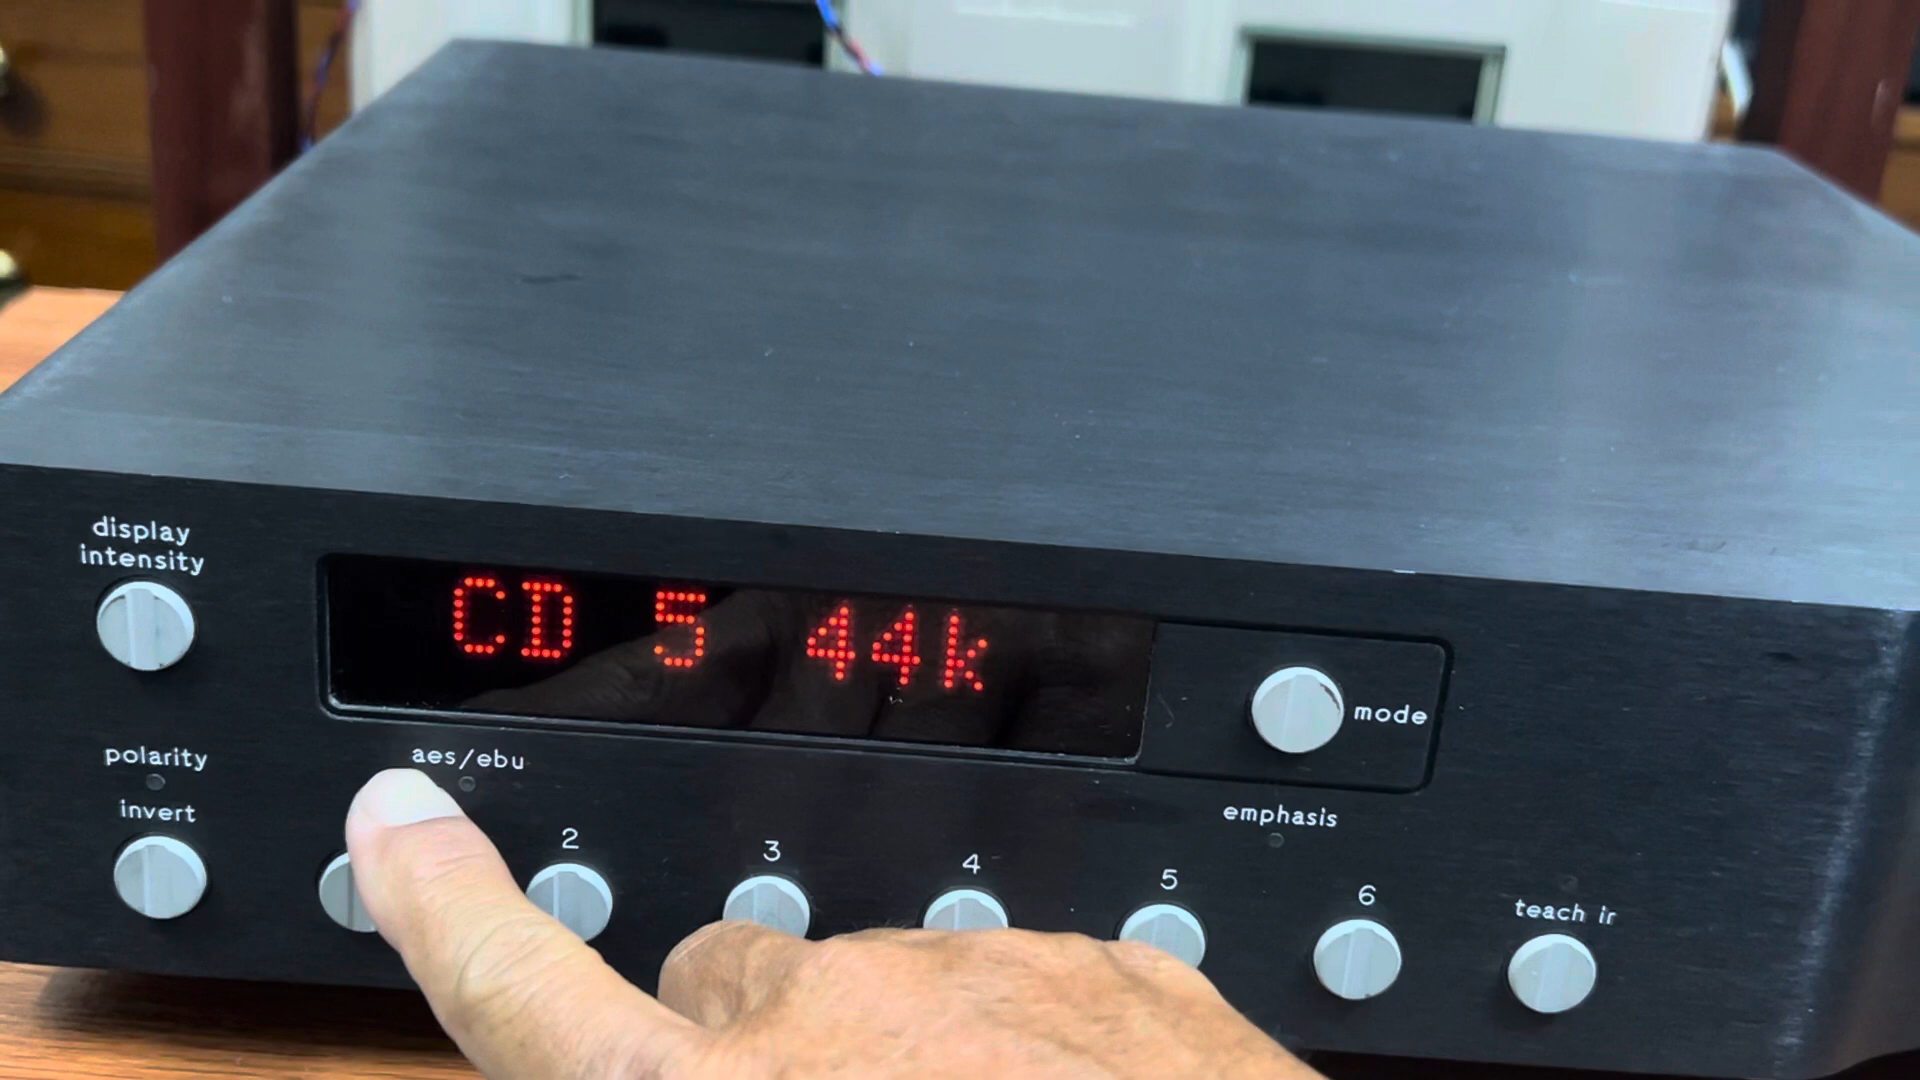 display
intensity
CD 5 44k
mode
polarity
aes/ebu
invert
emphasis
2
3
4
5
6
teach ir